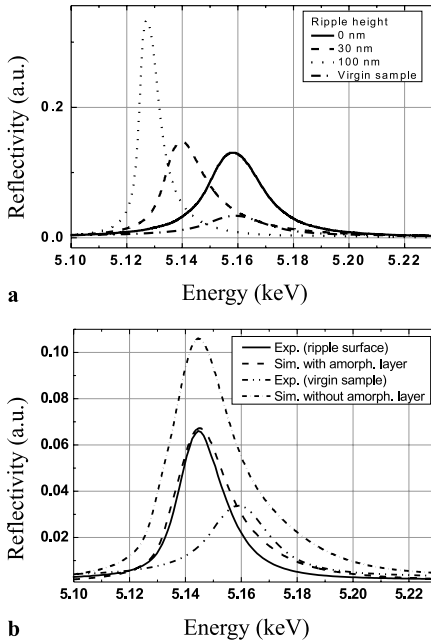 Reflectivity (a.u.)
0.2
0.0
Ripple height
0 nm
30 nm
100 nm
Virgin sample
5.10 5.12 5.14 5.16 5.18 5.20 5.22
a
Energy (keV)
Reflectivity (a.u.)
0.10
0.08
0.06
0.04
0.02
Exp. (ripple surface)
Sim. with amorph. layer
Exp. (virgin sample)
Sim. without amorph. layer
5.10 5.12 5.14 5.16 5.18 5.20 5.22
b
Energy (keV)